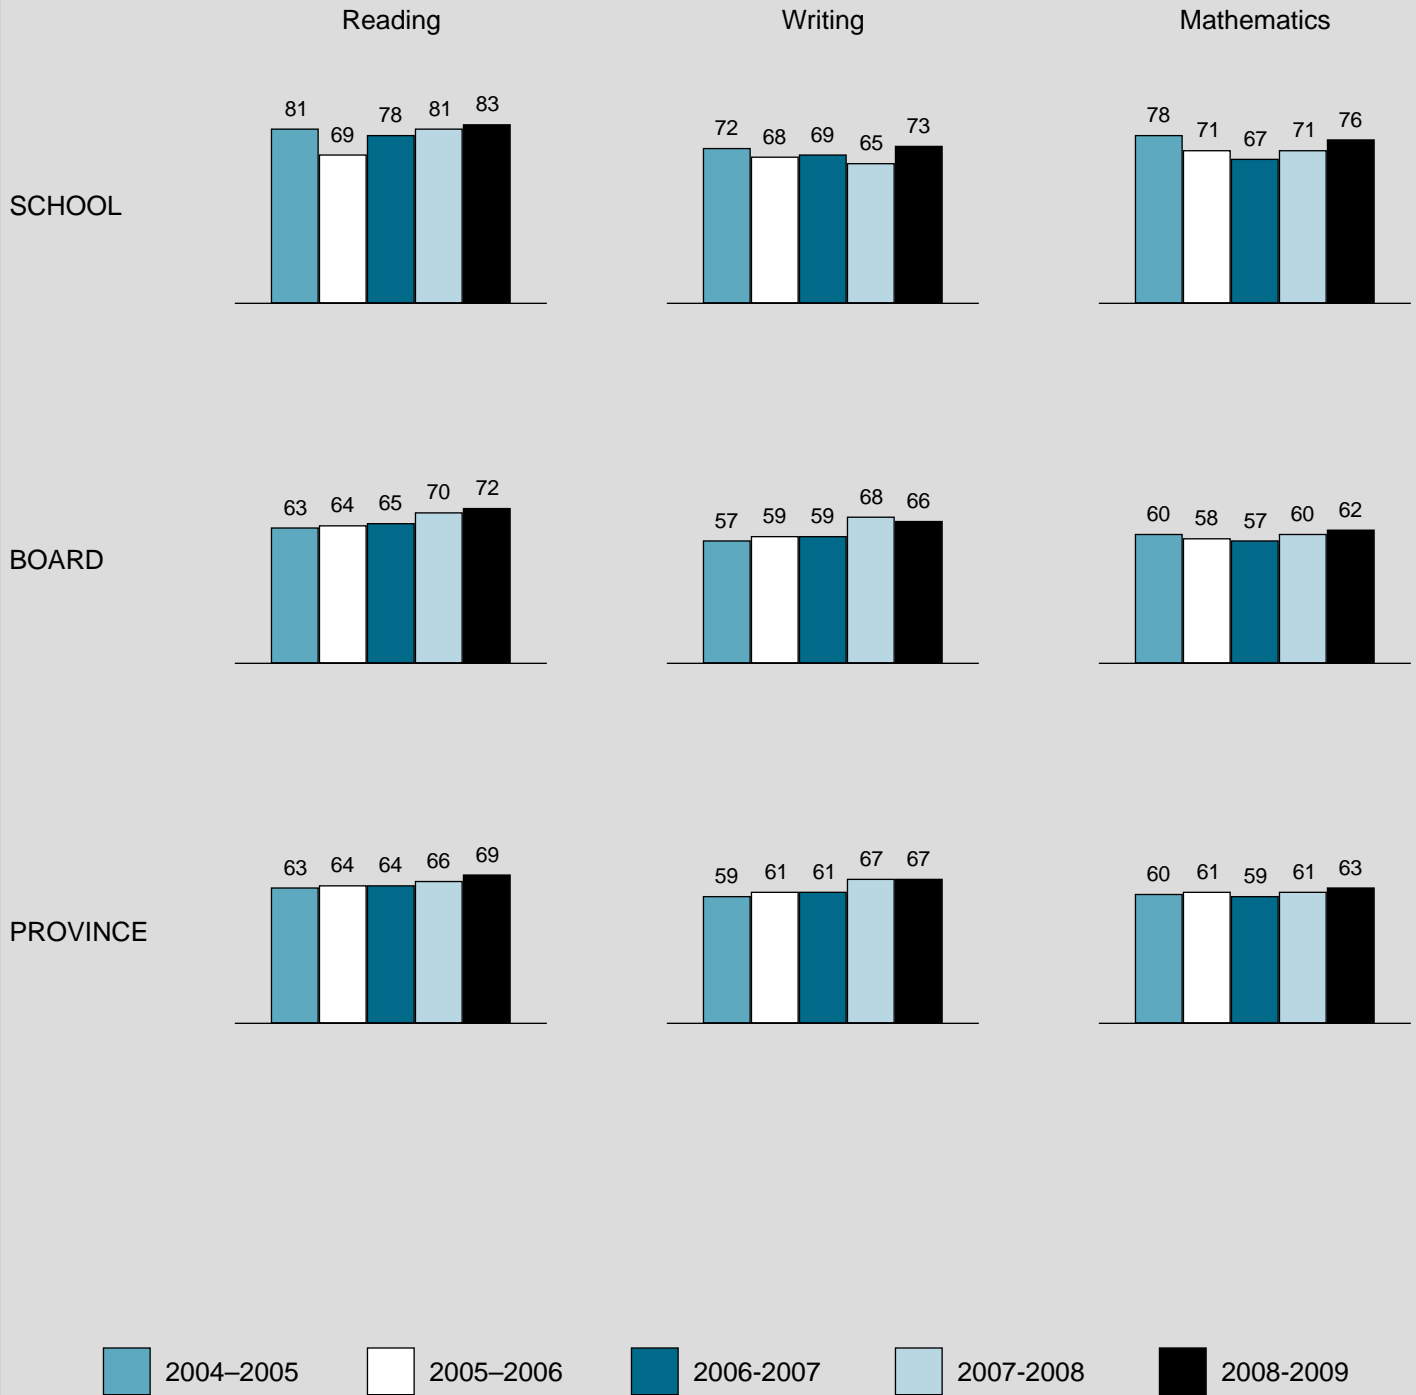 Reading Writing Mathematics
81 69 78 81 83 72 68 69 65 73 78 71 67 71 76
SCHOOL
63 64 65 70 72 57 59 59 68 66 60 58 57 60 62
BOARD
63 64 64 66 69 59 61 61 67 67 60 61 59 61 63
PROVINCE
2004–2005 2005–2006 2006-2007 2007-2008 2008-2009